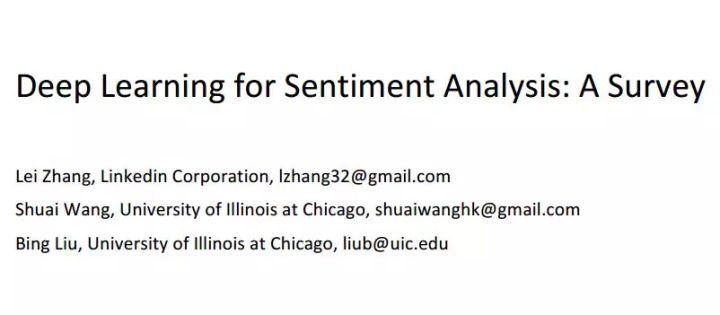 Deep Learning for Sentiment Analysis: A Survey
Lei Zhang, Linkedin Corporation, lzhang32@gmail.com
Shuai Wang, University of Illinois at Chicago, shuaiwanghk@gmail.com
Bing Liu, University of Illinois at Chicago, liub@uic.edu